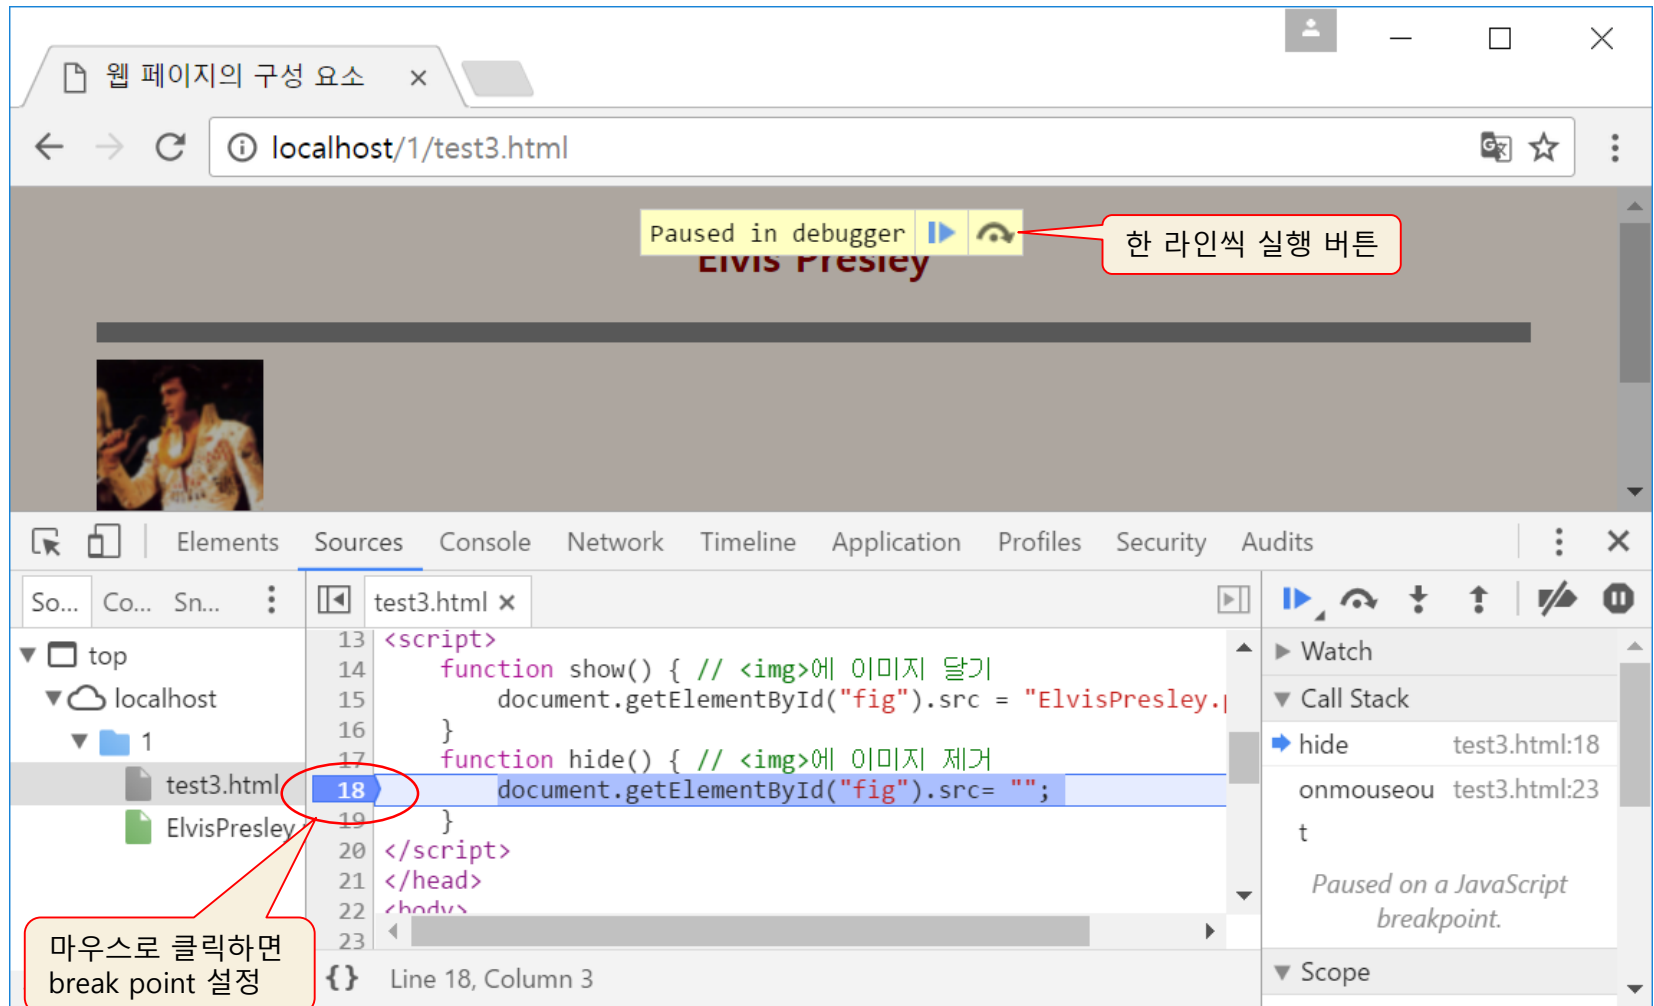 웹 페이지의 구성 요소
localhost/1/test3.html
Paused in debugger
한 라인씩 실행 버튼
Elvis Presley
Elements Sources Console Network Timeline Application Profiles Security Audits
So... Co... Sn...
test3.html
top
localhost
1
test3.html
ElvisPresley
마우스로 클릭하면
break point 설정
13 <script>
14 function show() { // <img>에 이미지 달기
15 document.getElementById("fig").src = "ElvisPresley.
16 }
17 function hide() { // <img>에 이미지 제거
18 document.getElementById("fig").src= "";
19 }
20 </script>
21 </head>
22 <body>
23
{} Line 18, Column 3
Watch
Call Stack
hide test3.html:18
onmouseou test3.html:23
t
Paused on a JavaScript
breakpoint.
Scope